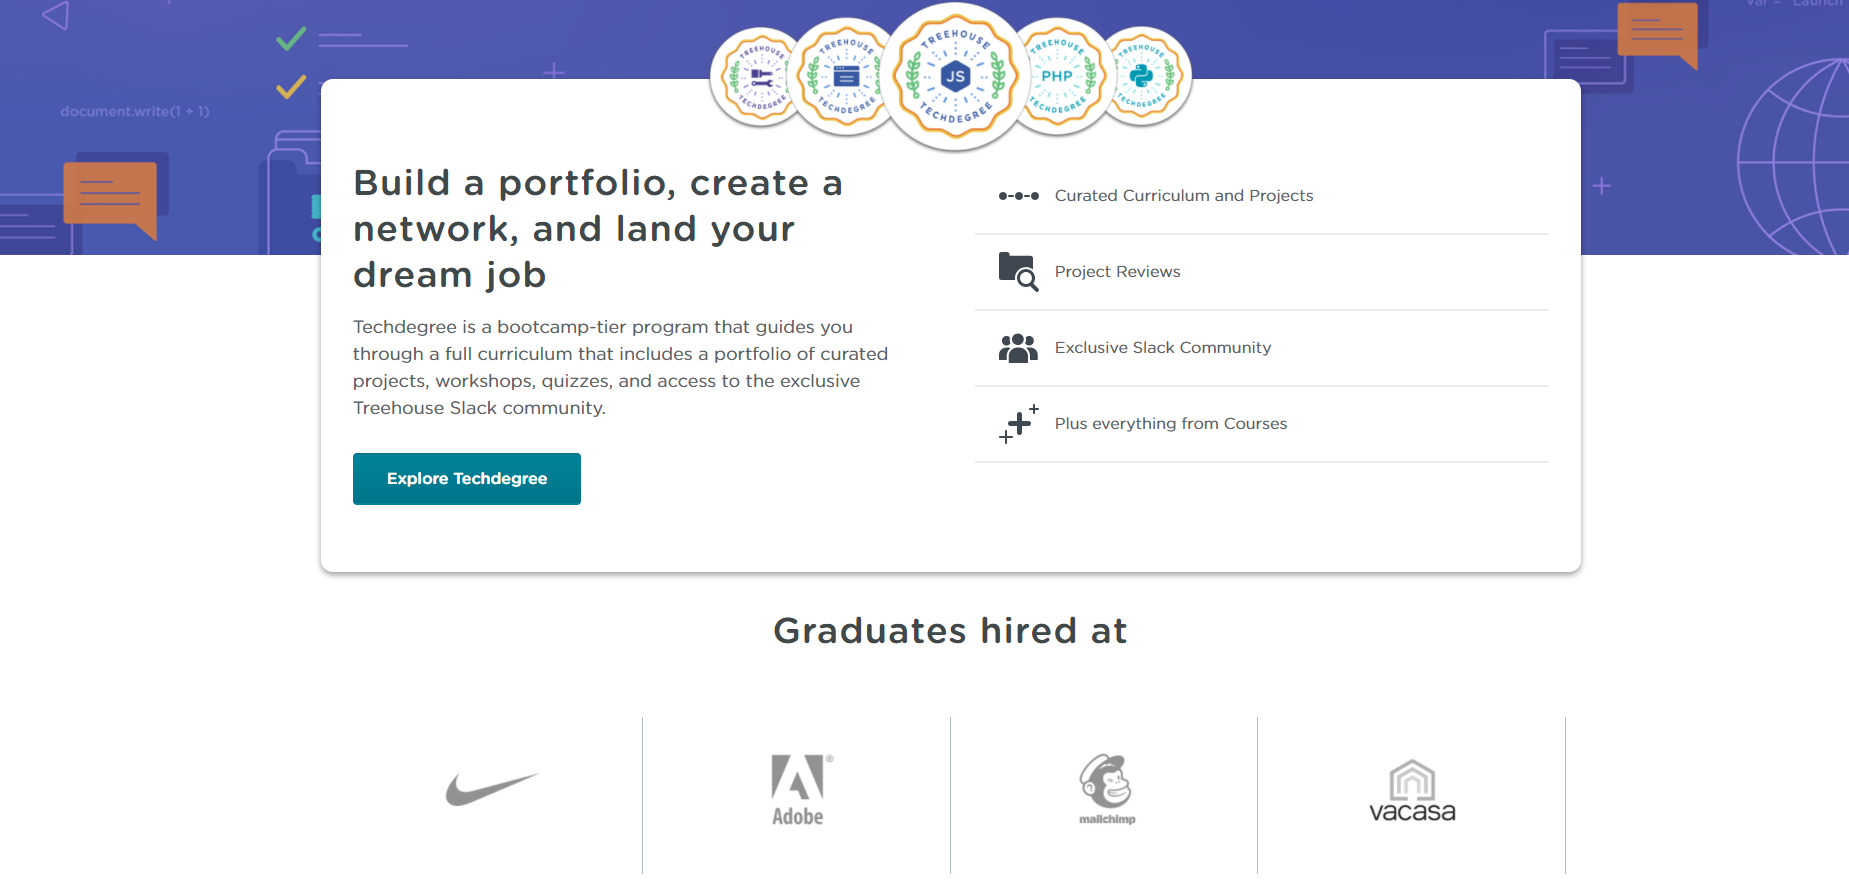 var = "Launch
document.write(1 + 1)
TREEHOUSE
TECHDEGREE
TREEHOUSE
TECHDEGREE
TREEHOUSE
JS
TECHDEGREE
TREEHOUSE
PHP
TECHDEGREE
TREEHOUSE
TECHDEGREE
Build a portfolio, create a
network, and land your
dream job
Techdegree is a bootcamp-tier program that guides you
through a full curriculum that includes a portfolio of curated
projects, workshops, quizzes, and access to the exclusive
Treehouse Slack community.
Explore Techdegree
Curated Curriculum and Projects
Project Reviews
Exclusive Slack Community
Plus everything from Courses
Graduates hired at
Adobe®
mailchimp
vacasa